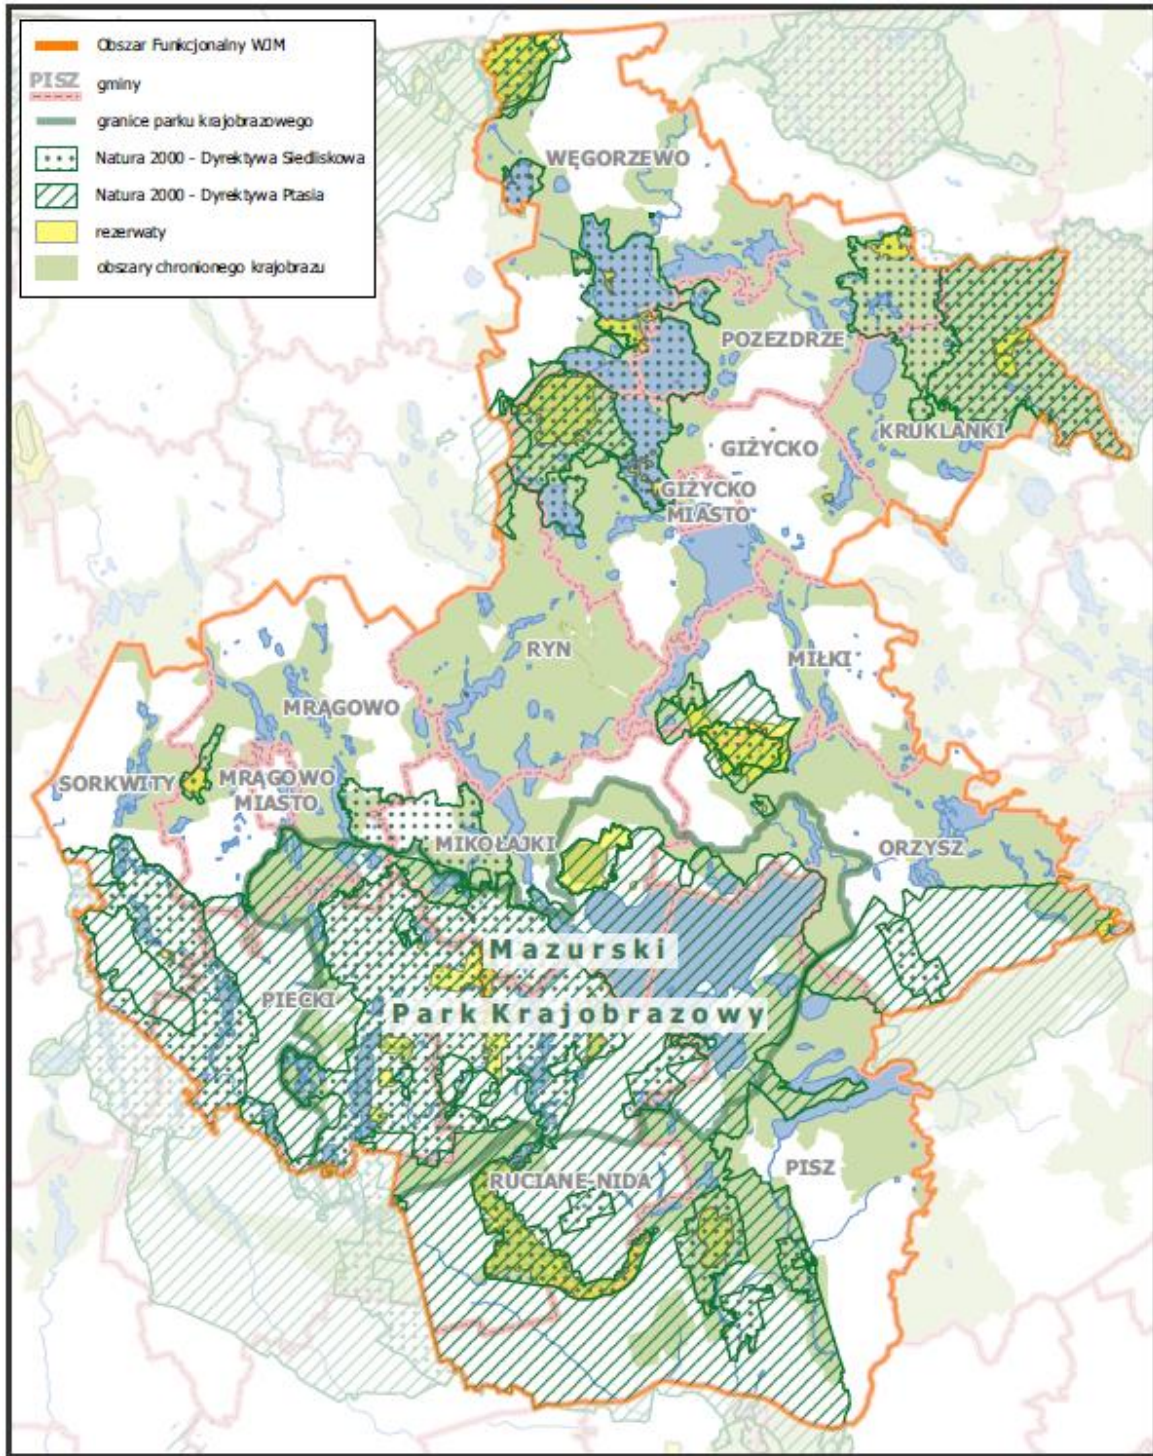 Obszar Funkcjonalny WJM
PISZ gminy
granice parku krajobrazowego
Natura 2000 - Dyrektywa Siedliskowa
Natura 2000 - Dyrektywa Ptasia
rezerwaty
obszary chronionego krajobrazu
WĘGORZEWO
POZEZDRZE
KRUKLANKI
GIŻYCKO
GIŻYCKO
MIASTO
RYN
MIŁKI
MRĄGOWO
SORKWITY
MRĄGOWO
MIASTO
MIKOŁAJKI
ORZYSZ
Mazurski
PIECKI
Park Krajobrazowy
PISZ
RUCIANE-NIDA